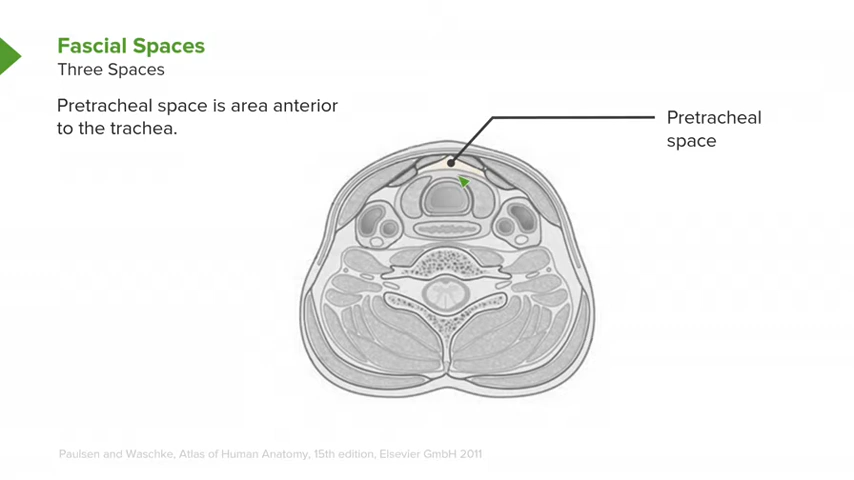 Fascial Spaces
Three Spaces
Pretracheal space is area anterior
to the trachea.
Pretracheal
space
Paulsen and Waschke, Atlas of Human Anatomy, 15th edition, Elsevier GmbH 2011